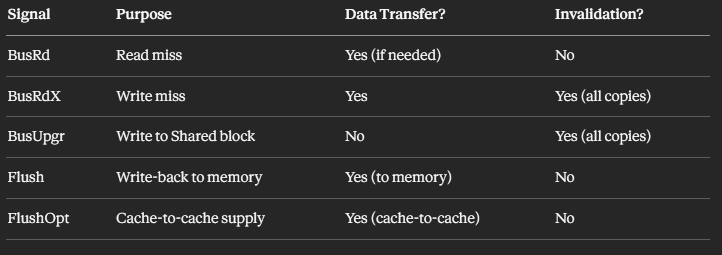 Signal Purpose Data Transfer? Invalidation?
BusRd Read miss Yes (if needed) No
BusRdX Write miss Yes Yes (all copies)
BusUpgr Write to Shared block No Yes (all copies)
Flush Write-back to memory Yes (to memory) No
FlushOpt Cache-to-cache supply Yes (cache-to-cache) No